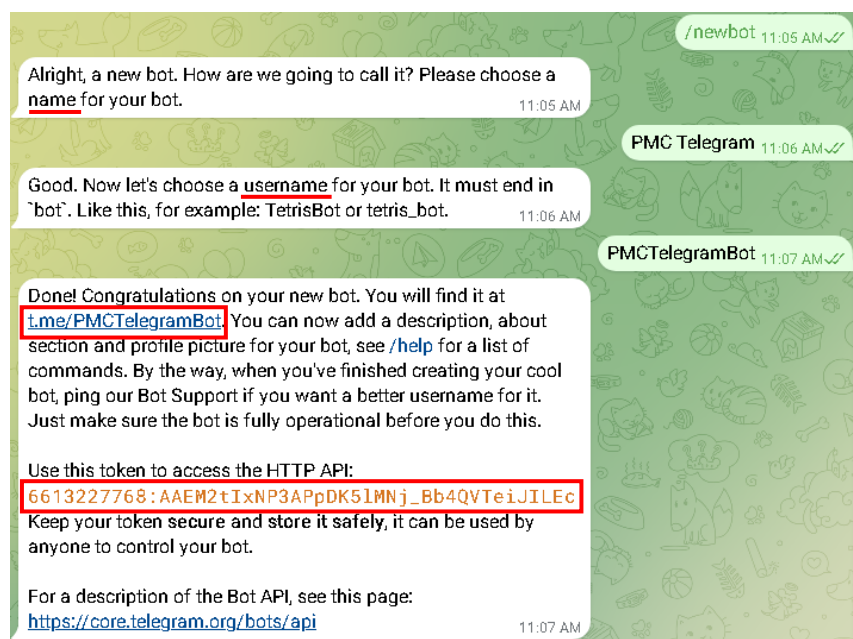 /newbot 11:05 AM
Alright, a new bot. How are we going to call it? Please choose a
name for your bot.
11:05 AM
PMC Telegram 11:06 AM
Good. Now let's choose a username for your bot. It must end in
`bot`. Like this, for example: TetrisBot or tetris_bot.
11:06 AM
PMCTelegramBot 11:07 AM
Done! Congratulations on your new bot. You will find it at
t.me/PMCTelegramBot. You can now add a description, about
section and profile picture for your bot, see /help for a list of
commands. By the way, when you've finished creating your cool
bot, ping our Bot Support if you want a better username for it.
Just make sure the bot is fully operational before you do this.
Use this token to access the HTTP API:
6613227768:AAEM2tIxNP3APpDK5lMNj_Bb4QVTeiJILEc
Keep your token secure and store it safely, it can be used by
anyone to control your bot.
For a description of the Bot API, see this page:
https://core.telegram.org/bots/api
11:07 AM